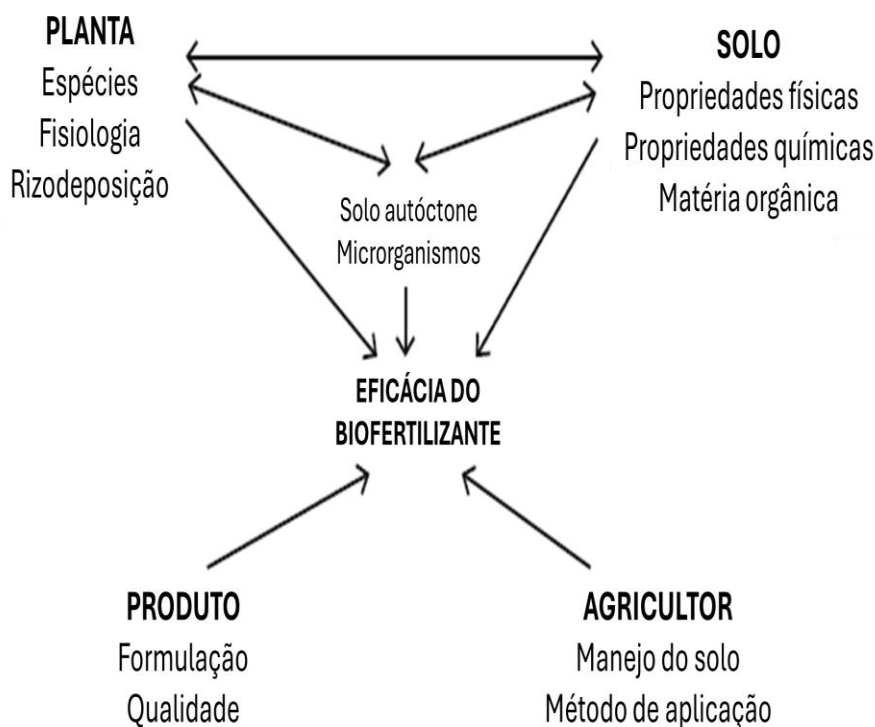 PLANTA
Espécies
Fisiologia
Rizodeposição
SOLO
Propriedades físicas
Propriedades químicas
Matéria orgânica
Solo autóctone
Microrganismos
EFICÁCIA DO
BIOFERTILIZANTE
PRODUTO
Formulação
Qualidade
AGRICULTOR
Manejo do solo
Método de aplicação